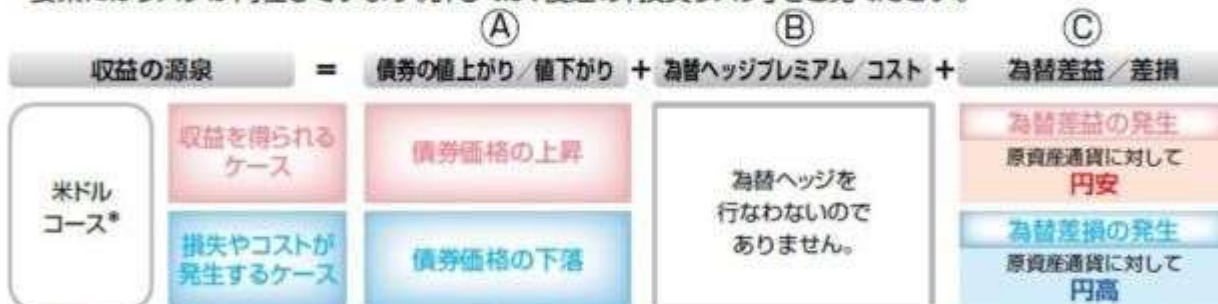 Ⓐ Ⓑ Ⓒ
収益の源泉 = 債券の値上がり／値下がり + 為替ヘッジプレミアム／コスト + 為替差益／差損
米ドル
コース*
収益を得られる
ケース
債券価格の上昇
為替ヘッジを
行なわないので
ありません。
為替差益の発生
原資産通貨に対して
円安
損失やコストが
発生するケース
債券価格の下落
為替差損の発生
原資産通貨に対して
円高